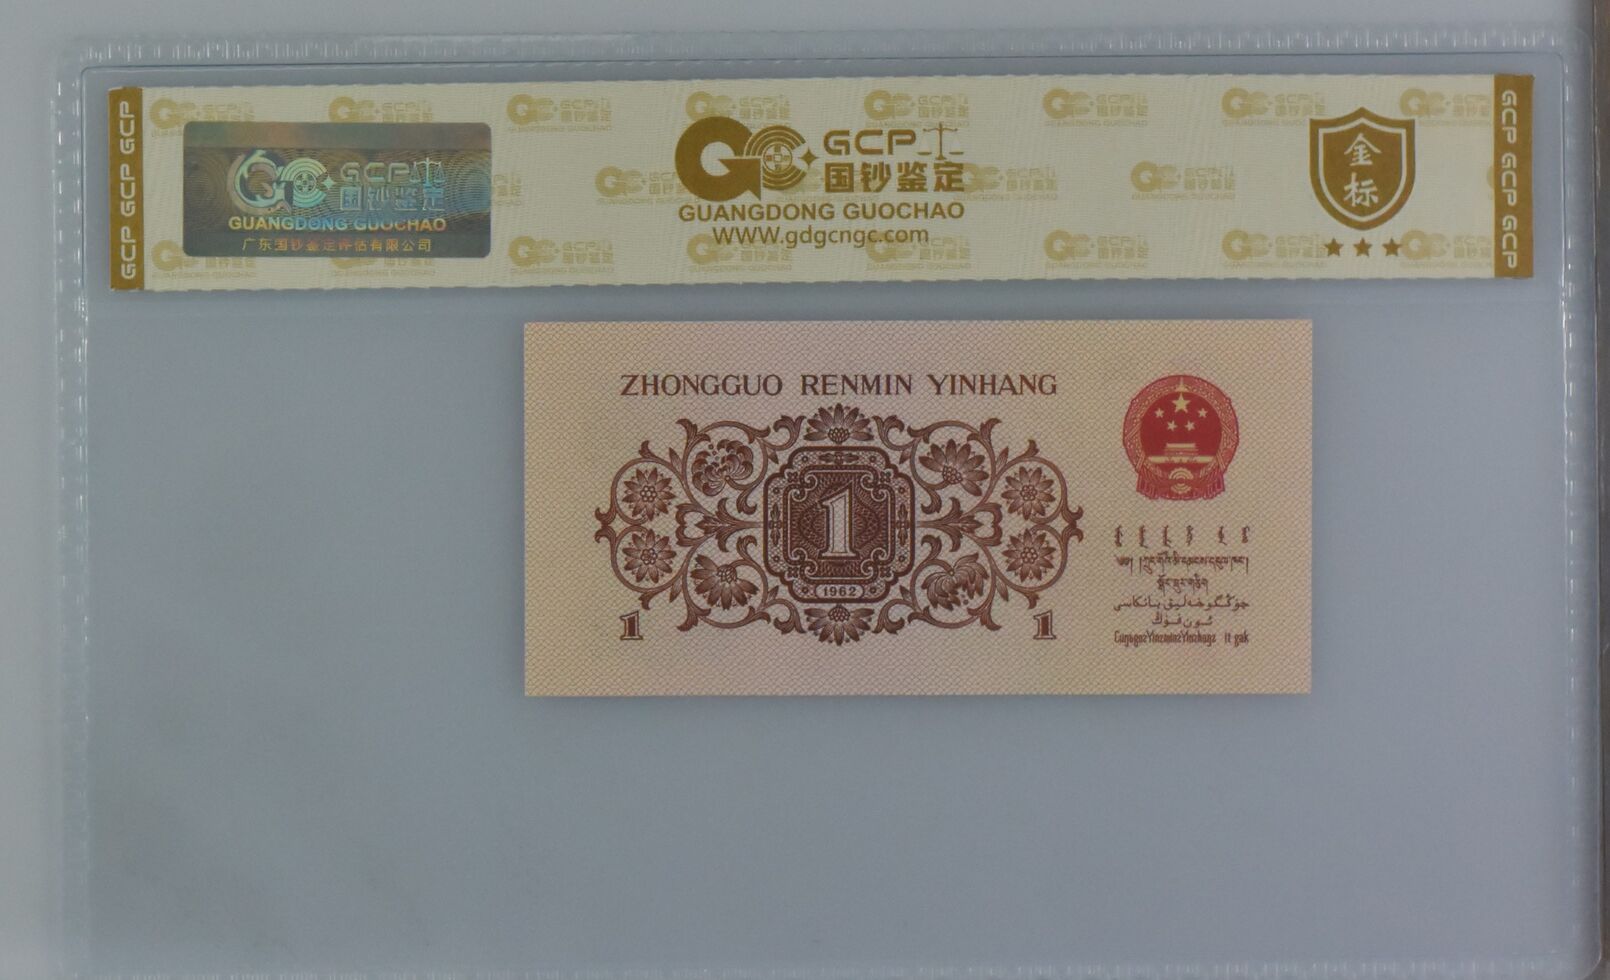 GCP GCP GCP
GCP
国钞鉴定
GUANGDONG GUOCHAO
广东国钞鉴定评估有限公司
GCP
国钞鉴定
GUANGDONG GUOCHAO
WWW.gdgcngc.com
金
标
GCP GCP GCP
ZHONGGUO RENMIN YINHANG
1
1962
1
1